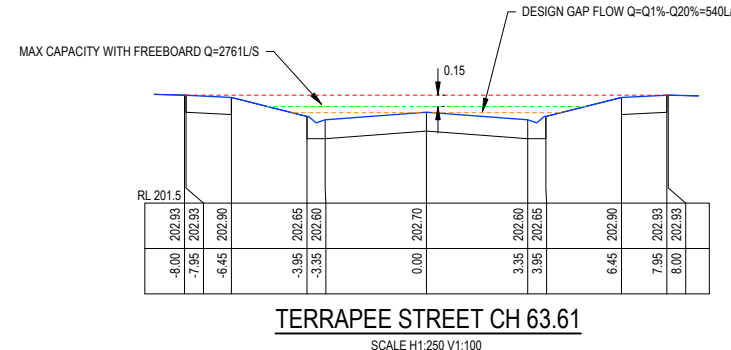 DESIGN GAP FLOW Q=Q1%-Q20%=540L/
MAX CAPACITY WITH FREEBOARD Q=2761L/S
0.15
RL 201.5
202.93 202.93 202.90 202.65 202.60 202.70 202.60 202.65 202.90 202.93 202.93
-8.00 -7.95 -6.45 -3.95 -3.35 0.00 3.35 3.95 6.45 7.95 8.00
TERRAPEE STREET CH 63.61
SCALE H1:250 V1:100